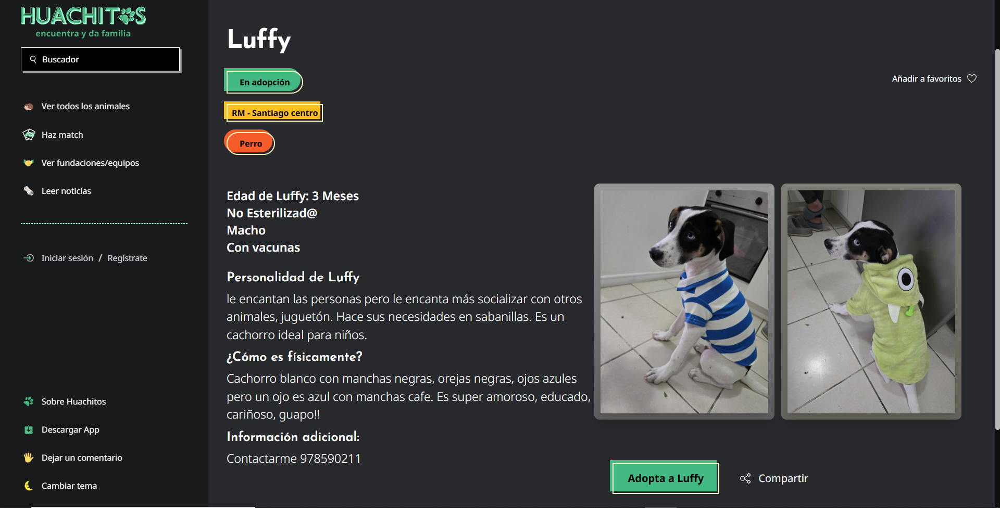 HUACHITOS
encuentra y da familia
Buscador
Ver todos los animales
Haz match
Ver fundaciones/equipos
Leer noticias
Iniciar sesión / Regístrate
Sobre Huachitos
Descargar App
Dejar un comentario
Cambiar tema
Luffy
En adopción
Añadir a favoritos
RM - Santiago centro
Perro
Edad de Luffy: 3 Meses
No Esterilizad@
Macho
Con vacunas
Personalidad de Luffy
le encantan las personas pero le encanta más socializar con otros
animales, juguetón. Hace sus necesidades en sabanillas. Es un
cachorro ideal para niños.
¿Cómo es físicamente?
Cachorro blanco con manchas negras, orejas negras, ojos azules
pero un ojo es azul con manchas cafe. Es super amoroso, educado,
cariñoso, guapo!!
Información adicional:
Contactarme 978590211
Adopta a Luffy
Compartir